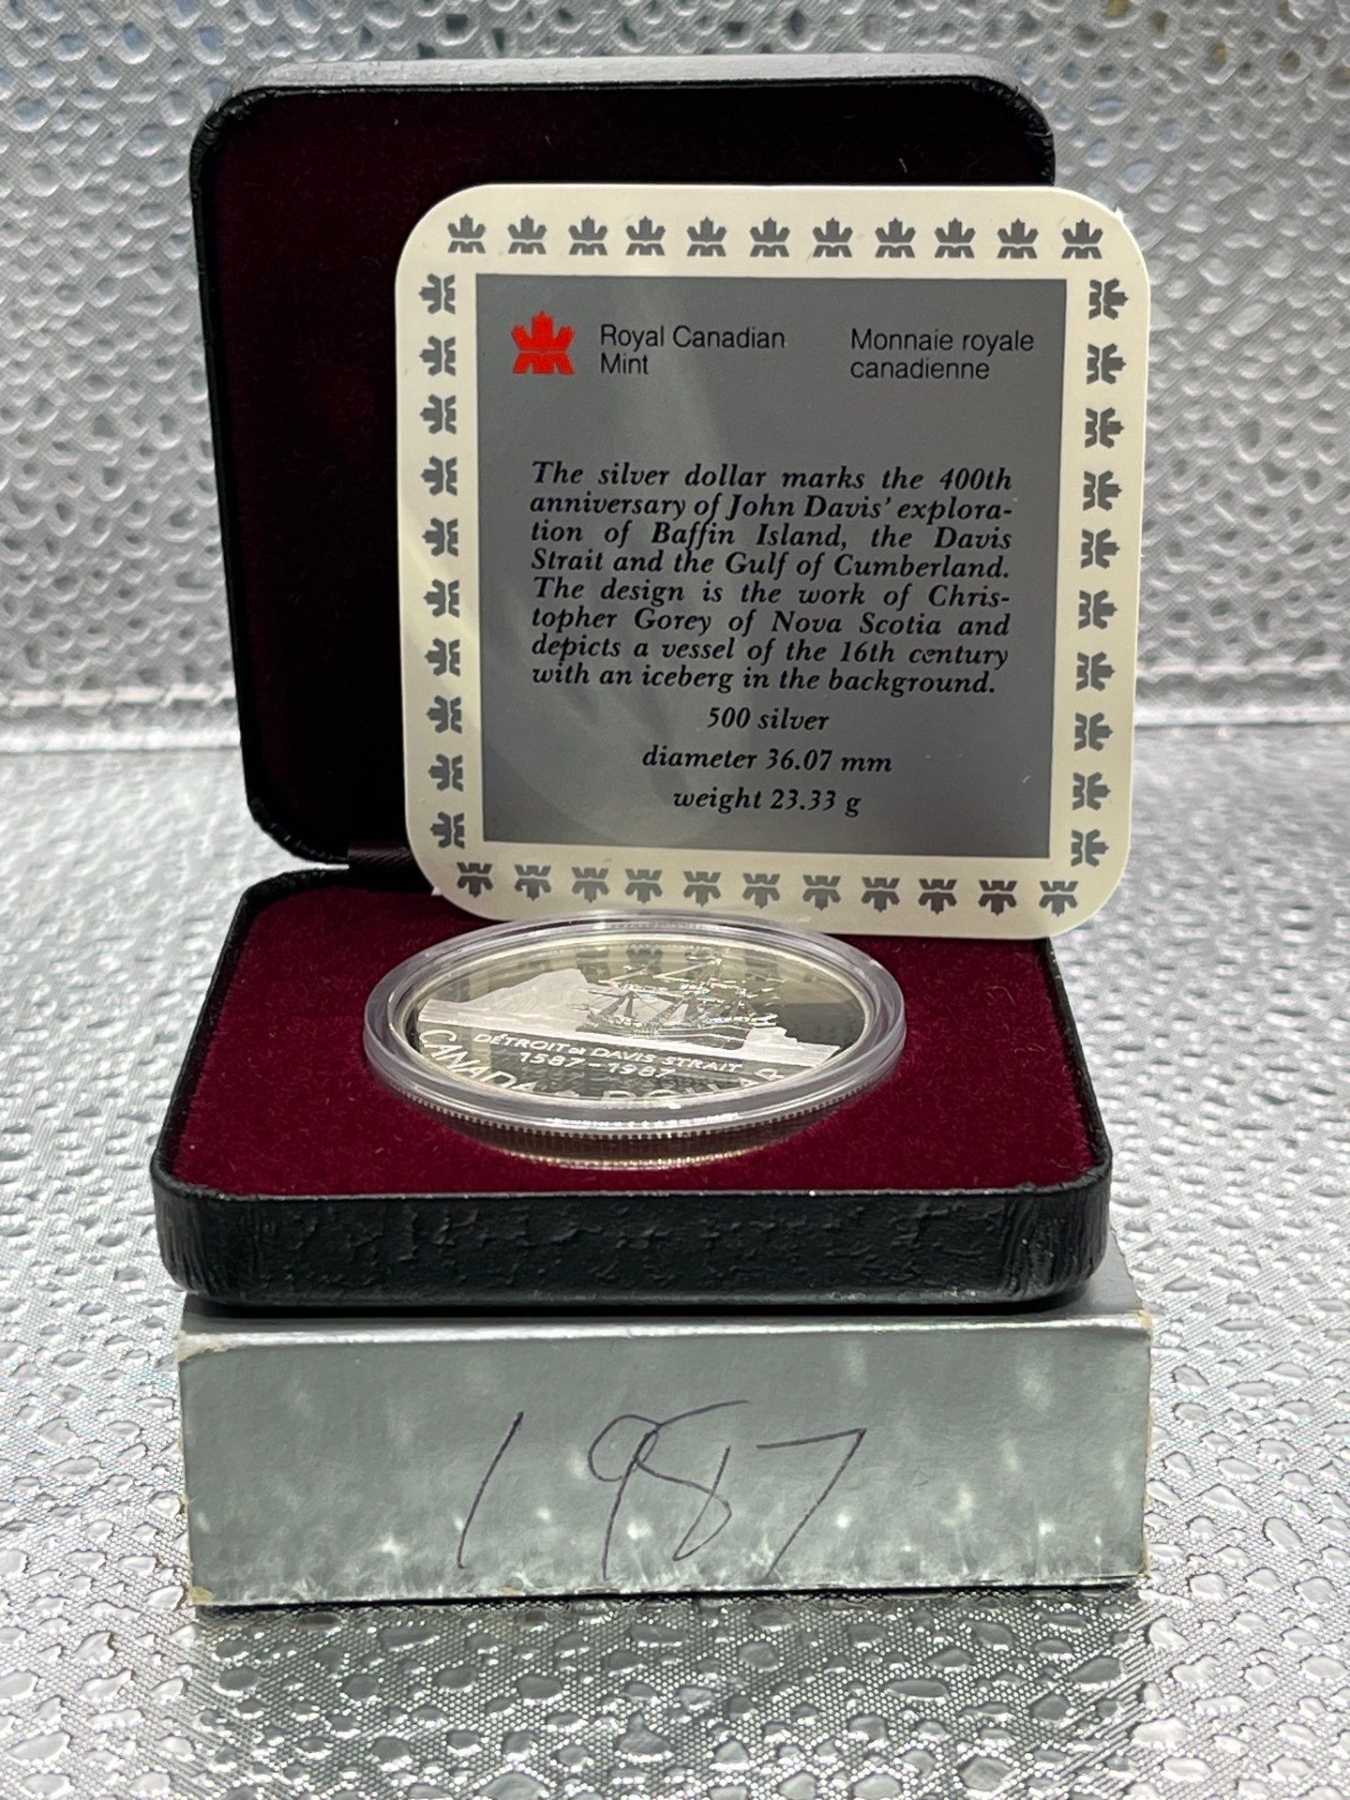 Royal Canadian
Mint
Monnaie royale
canadienne
The silver dollar marks the 400th
anniversary of John Davis' explora-
tion of Baffin Island, the Davis
Strait and the Gulf of Cumberland.
The design is the work of Chris-
topher Gorey of Nova Scotia and
depicts a vessel of the 16th century
with an iceberg in the background.
500 silver
diameter 36.07 mm
weight 23.33 g
DÉTROIT DE DAVIS STRAIT
1587-1987
CANADA DOLLAR
1987